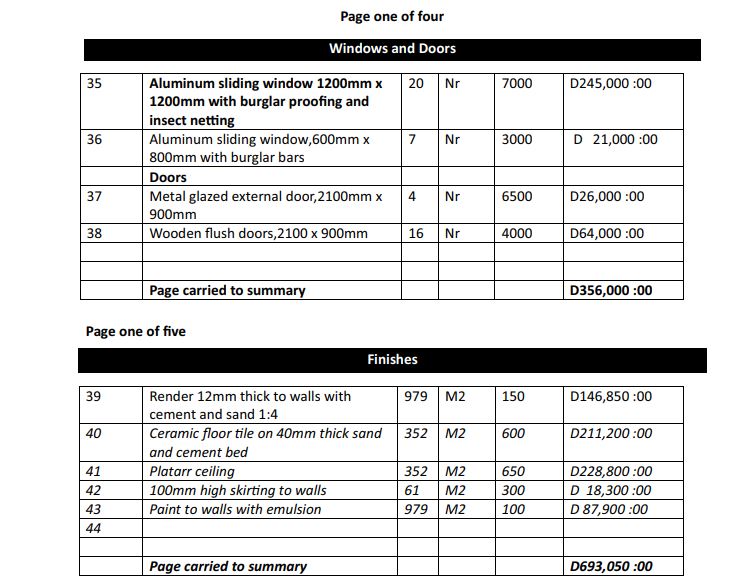 Page one of four
Windows and Doors
35 Aluminum sliding window 1200mm x 20 Nr 7000 D245,000 :00
1200mm with burglar proofing and
insect netting
36 Aluminum sliding window,600mm x 7 Nr 3000 D 21,000 :00
800mm with burglar bars
Doors
37 Metal glazed external door,2100mm x 4 Nr 6500 D26,000 :00
900mm
38 Wooden flush doors,2100 x 900mm 16 Nr 4000 D64,000 :00
Page carried to summary D356,000 :00
Page one of five
Finishes
39 Render 12mm thick to walls with 979 M2 150 D146,850 :00
cement and sand 1:4
40 Ceramic floor tile on 40mm thick sand 352 M2 600 D211,200 :00
and cement bed
41 Platarr ceiling 352 M2 650 D228,800 :00
42 100mm high skirting to walls 61 M2 300 D 18,300 :00
43 Paint to walls with emulsion 979 M2 100 D 87,900 :00
44
Page carried to summary D693,050 :00